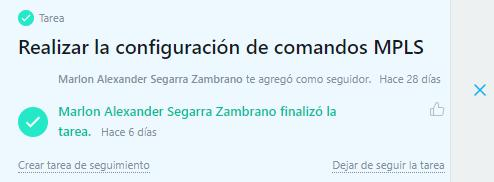 Tarea
Realizar la configuración de comandos MPLS
Marlon Alexander Segarra Zambrano te agregó como seguidor. Hace 28 días
Marlon Alexander Segarra Zambrano finalizó la
tarea. Hace 6 días
Crear tarea de seguimiento Dejar de seguir la tarea